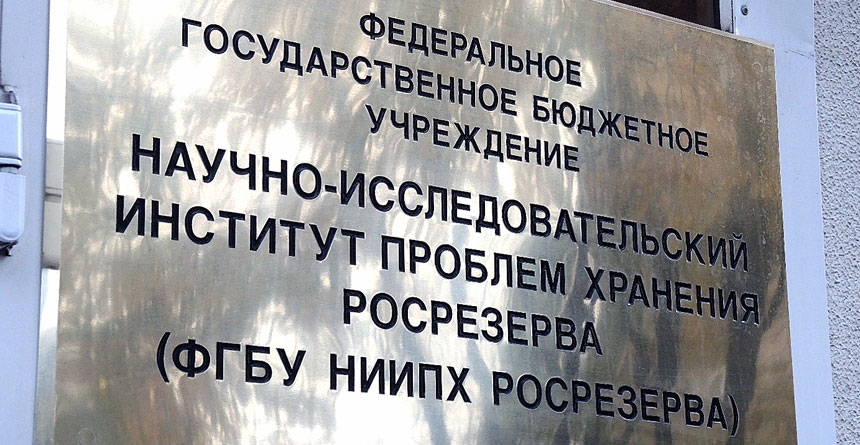 ФЕДЕРАЛЬНОЕ
ГОСУДАРСТВЕННОЕ БЮДЖЕТНОЕ
УЧРЕЖДЕНИЕ
НАУЧНО-ИССЛЕДОВАТЕЛЬСКИЙ
ИНСТИТУТ ПРОБЛЕМ ХРАНЕНИЯ
РОСРЕЗЕРВА
(ФГБУ НИИПХ РОСРЕЗЕРВА)